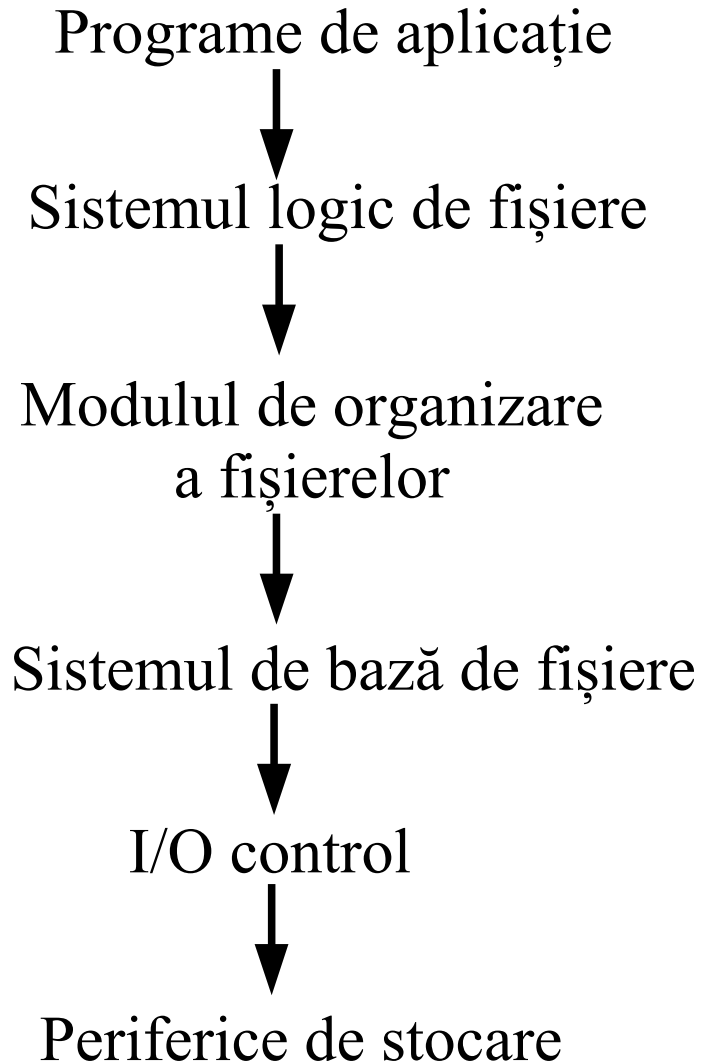 Programe de aplicație
Sistemul logic de fișiere
Modulul de organizare
a fișierelor
Sistemul de bază de fișiere
I/O control
Periferice de stocare